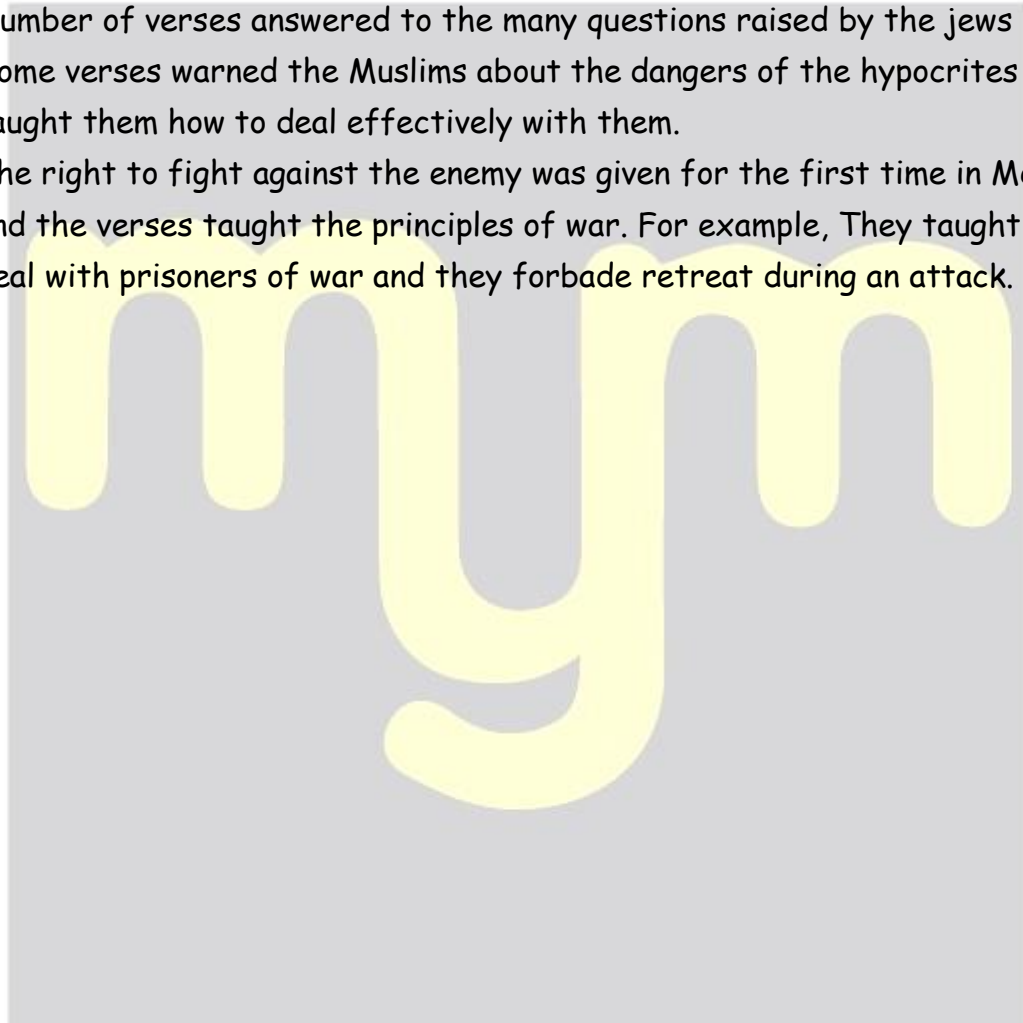 umber of verses answered to the many questions raised by the jews
ome verses warned the Muslims about the dangers of the hypocrites
aught them how to deal effectively with them.
he right to fight against the enemy was given for the first time in M
nd the verses taught the principles of war. For example, They taught
eal with prisoners of war and they forbade retreat during an attack.
mym